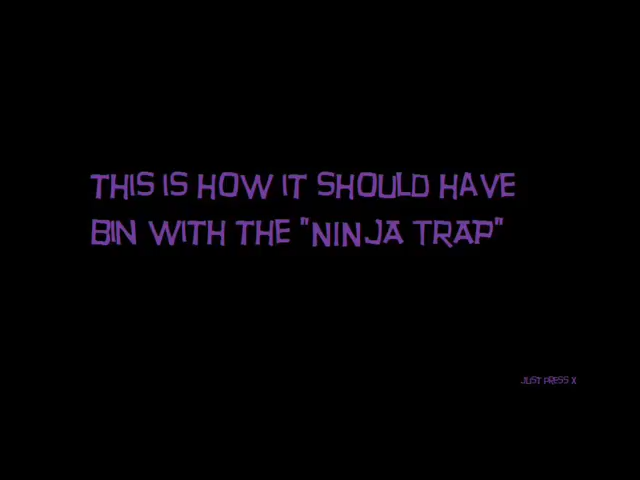 THIS IS HOW IT SHOULD HAVE
BIN WITH THE "NINJA TRAP"
JUST PRESS X